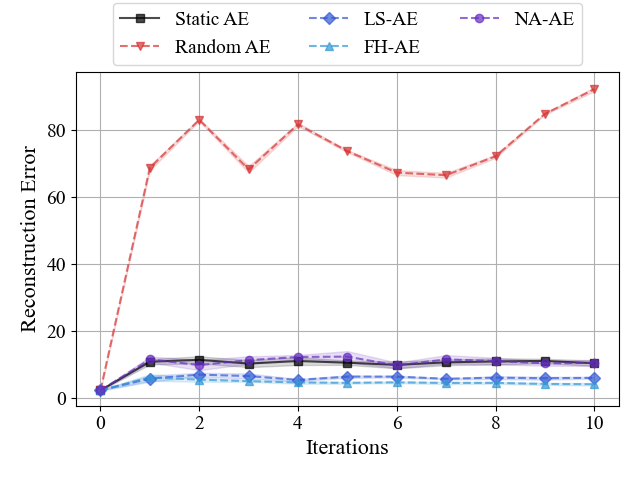 Static AE
Random AE
LS-AE
FH-AE
NA-AE
Reconstruction Error
80
60
40
20
0
0 2 4 6 8 10
Iterations